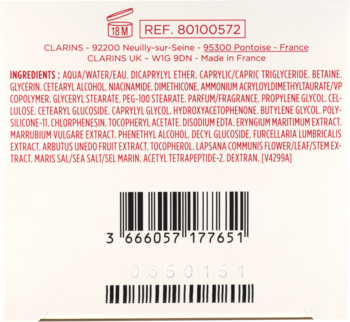 18 M
REF. 80100572
CLARINS - 92200 Neuilly-sur-Seine - 95300 Pontoise - France
CLARINS UK – W1G 9DN - Made in France
INGREDIENTS : AQUA/WATER/EAU. DICAPRYLYL ETHER. CAPRYLIC/CAPRIC TRIGLYCERIDE. BETAINE.
GLYCERIN. CETEARYL ALCOHOL. NIACINAMIDE. DIMETHICONE. AMMONIUM ACRYLOYLDIMETHYLTAURATE/VP
COPOLYMER. GLYCERYL STEARATE. PEG-100 STEARATE. PARFUM/FRAGRANCE. PROPYLENE GLYCOL. CEL-
LULOSE. CETEARYL GLUCOSIDE. CAPRYLYL GLYCOL. HYDROXYACETOPHENONE. BUTYLENE GLYCOL. POLY-
SILICONE-11. CHLORPHENESIN. TOCOPHERYL ACETATE. DISODIUM EDTA. ERYNGIUM MARITIMUM EXTRACT.
MARRUBIUM VULGARE EXTRACT. PHENETHYL ALCOHOL. DECYL GLUCOSIDE. FURCELLARIA LUMBRICALIS
EXTRACT. ARBUTUS UNEDO FRUIT EXTRACT. TOCOPHEROL. LAPSANA COMMUNIS FLOWER/LEAF/STEM EX-
TRACT. MARIS SAL/SEA SALT/SEL MARIN. ACETYL TETRAPEPTIDE-2. DEXTRAN. [V4299A]
3 666057 177651
0350151